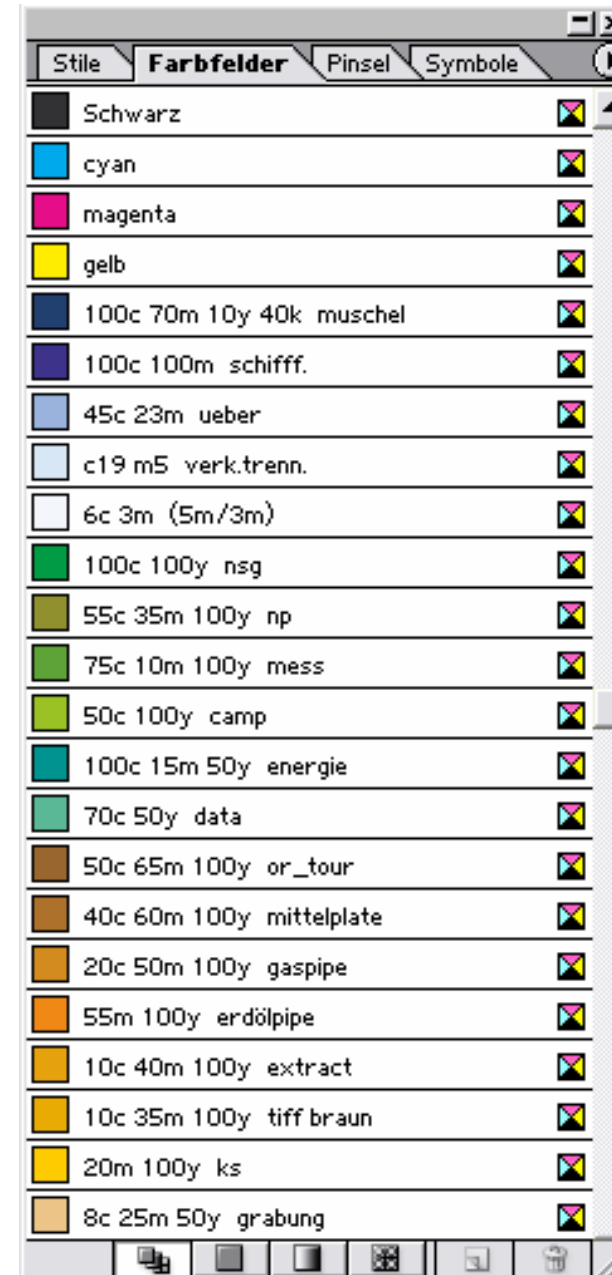 Stile Farbfelder Pinsel Symbole
Schwarz
cyan
magenta
gelb
100c 70m 10y 40k muschel
100c 100m schifff.
45c 23m ueber
c19 m5 verk.trenn.
6c 3m (5m/3m)
100c 100y nsg
55c 35m 100y np
75c 10m 100y mess
50c 100y camp
100c 15m 50y energie
70c 50y data
50c 65m 100y or_tour
40c 60m 100y mittelplate
20c 50m 100y gaspipe
55m 100y erdölpipe
10c 40m 100y extract
10c 35m 100y tiff braun
20m 100y ks
8c 25m 50y grabung